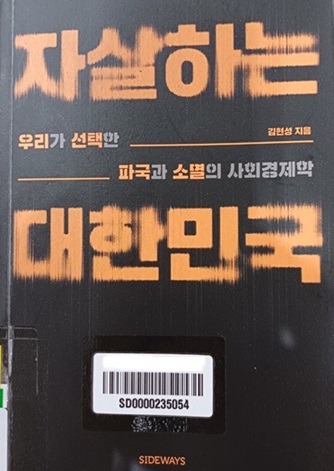 자살하는
우리가 선택한
김현성 지음
파국과 소멸의 사회경제학
대한민국
SD0000235054
SIDEWAYS